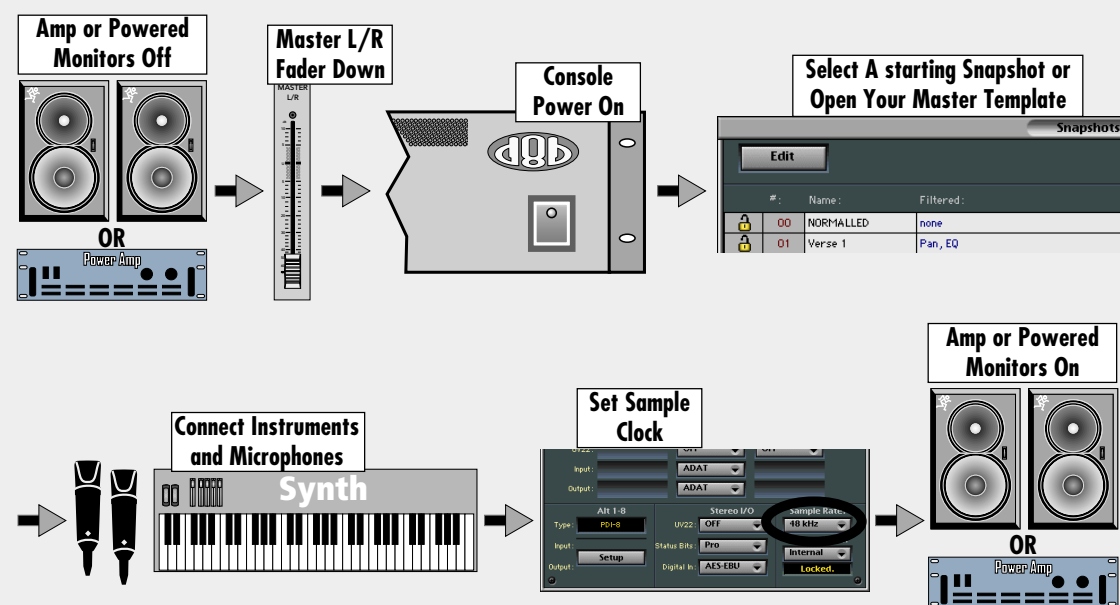 Amp or Powered
Monitors Off
OR
Power Amp
Master L/R
Fader Down
MASTER
L/R
Console
Power On
d8b
Select A starting Snapshot or
Open Your Master Template
Snapshots
Edit
#: Name: Filtered:
00 NORMALLED none
01 Verse 1 Pan, EQ
Connect Instruments
and Microphones
Synth
Set Sample
Clock
UV22: OFF OFF
Input: ADAT
Output: ADAT
Alt 1-8 Stereo I/O Sample Rate:
Type: PDI-8 UV22: OFF 48 kHz
Input: Setup Status Bits: Pro Internal
Output: Digital In: AES-EBU Locked.
Amp or Powered
Monitors On
OR
Power Amp